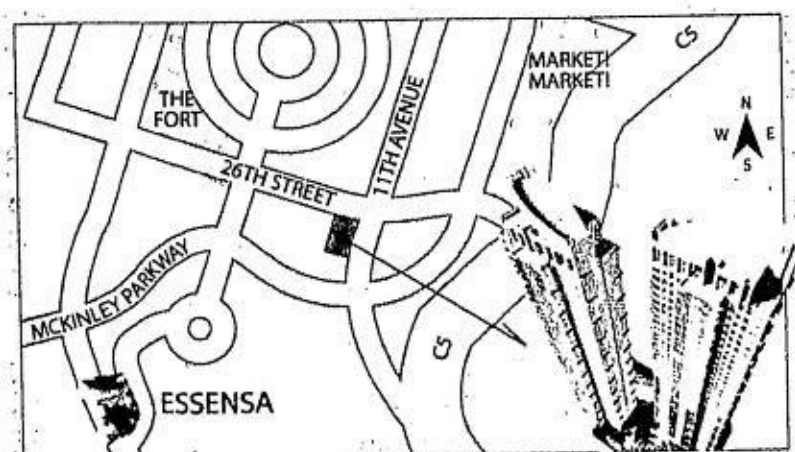 MARKET!
MARKET!
C5
THE
FORT
11TH AVENUE
26TH STREET
N
W E
S
MCKINLEY PARKWAY
C5
ESSENSA